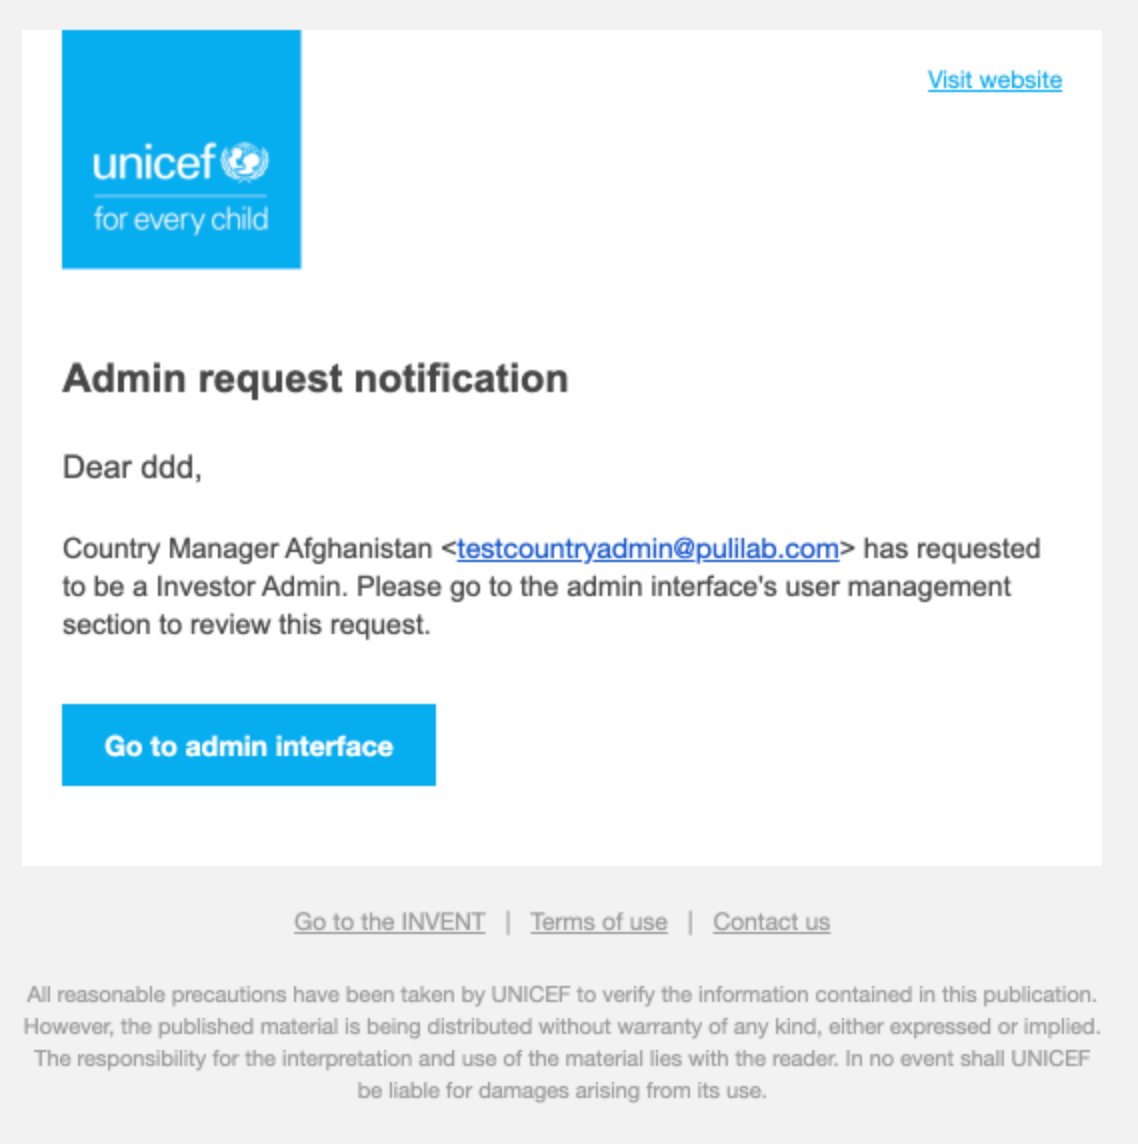 Visit website
unicef
for every child
Admin request notification
Dear ddd,
Country Manager Afghanistan <testcountryadmin@pulilab.com> has requested
to be a Investor Admin. Please go to the admin interface's user management
section to review this request.
Go to admin interface
Go to the INVENT | Terms of use | Contact us
All reasonable precautions have been taken by UNICEF to verify the information contained in this publication.
However, the published material is being distributed without warranty of any kind, either expressed or implied.
The responsibility for the interpretation and use of the material lies with the reader. In no event shall UNICEF
be liable for damages arising from its use.